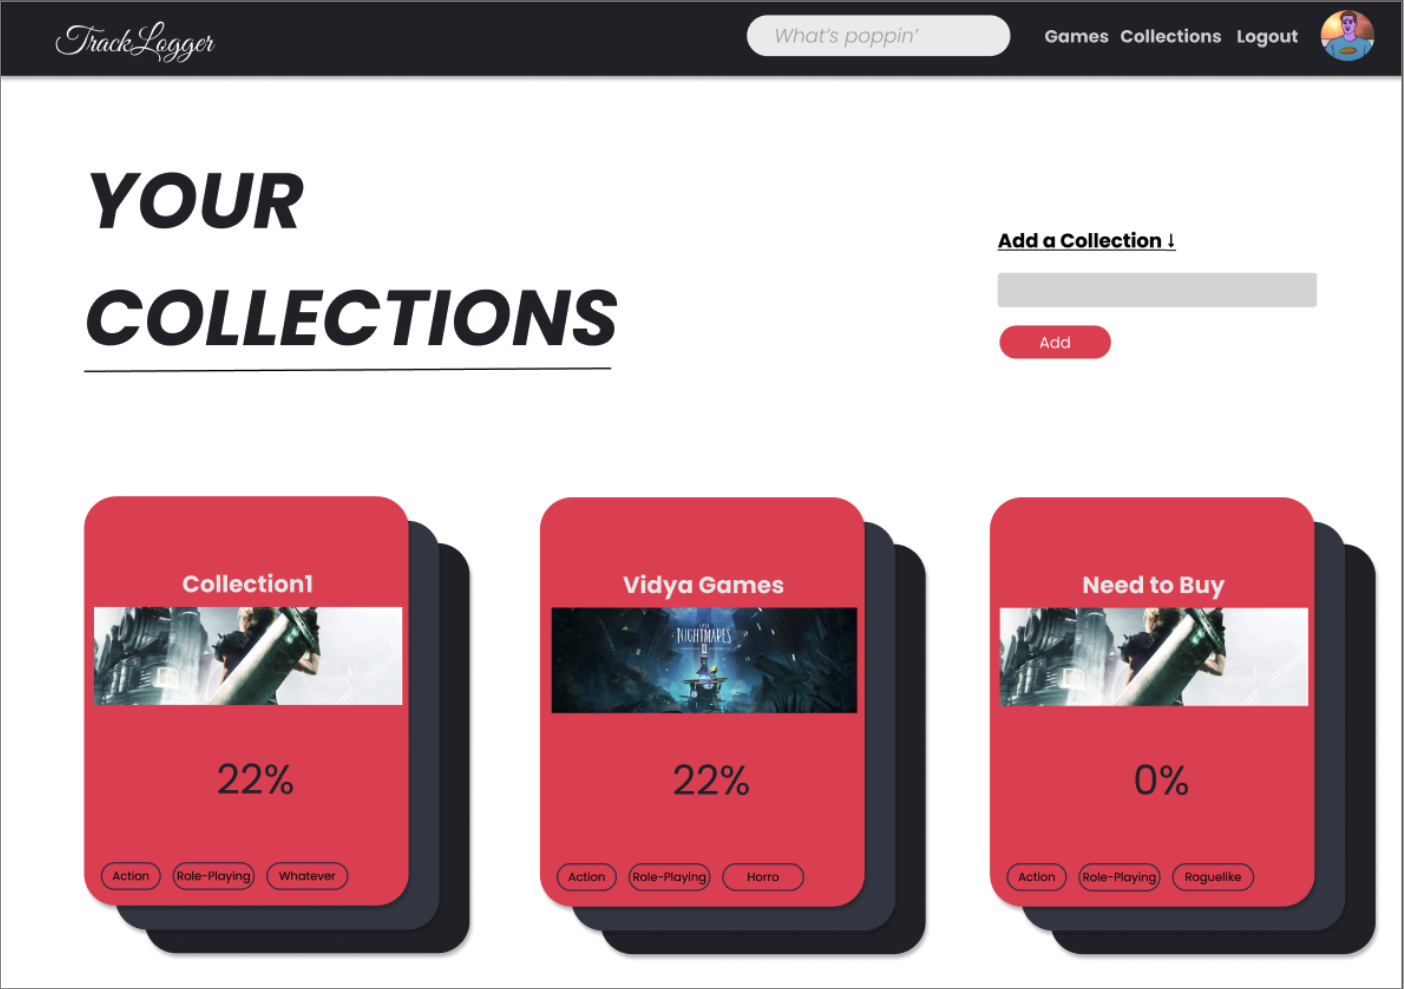 TrackLogger
What's poppin'
Games Collections Logout
YOUR
COLLECTIONS
Add a Collection ↓
Add
Collection1
22%
Action Role-Playing Whatever
Vidya Games
NIGHTMARES
II
22%
Action Role-Playing Horro
Need to Buy
0%
Action Role-Playing Roguelike